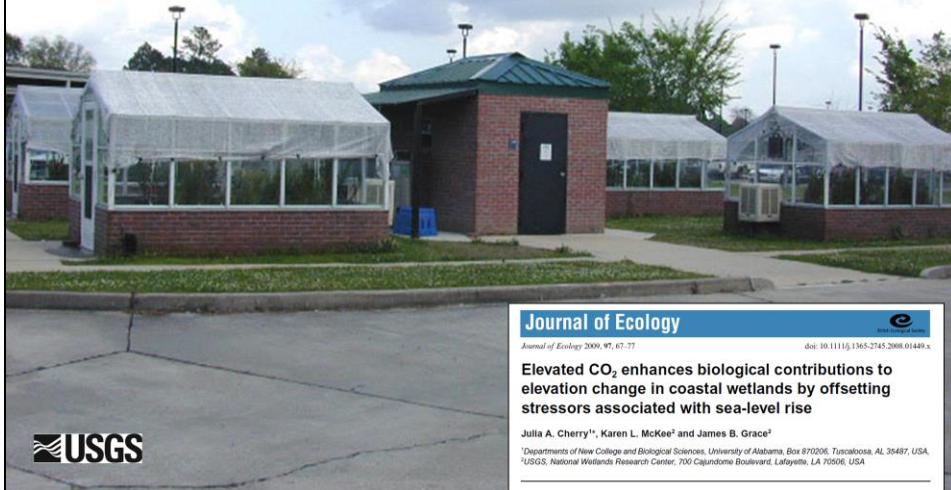 Journal of Ecology
British Ecological Society
Journal of Ecology 2009, 97, 67–77
doi: 10.1111/j.1365-2745.2008.01449.x
Elevated CO₂ enhances biological contributions to
elevation change in coastal wetlands by offsetting
stressors associated with sea-level rise
Julia A. Cherry¹*, Karen L. McKee² and James B. Grace²
¹Departments of New College and Biological Sciences, University of Alabama, Box 870206, Tuscaloosa, AL 35487, USA,
²USGS, National Wetlands Research Center, 700 Cajundome Boulevard, Lafayette, LA 70506, USA
USGS